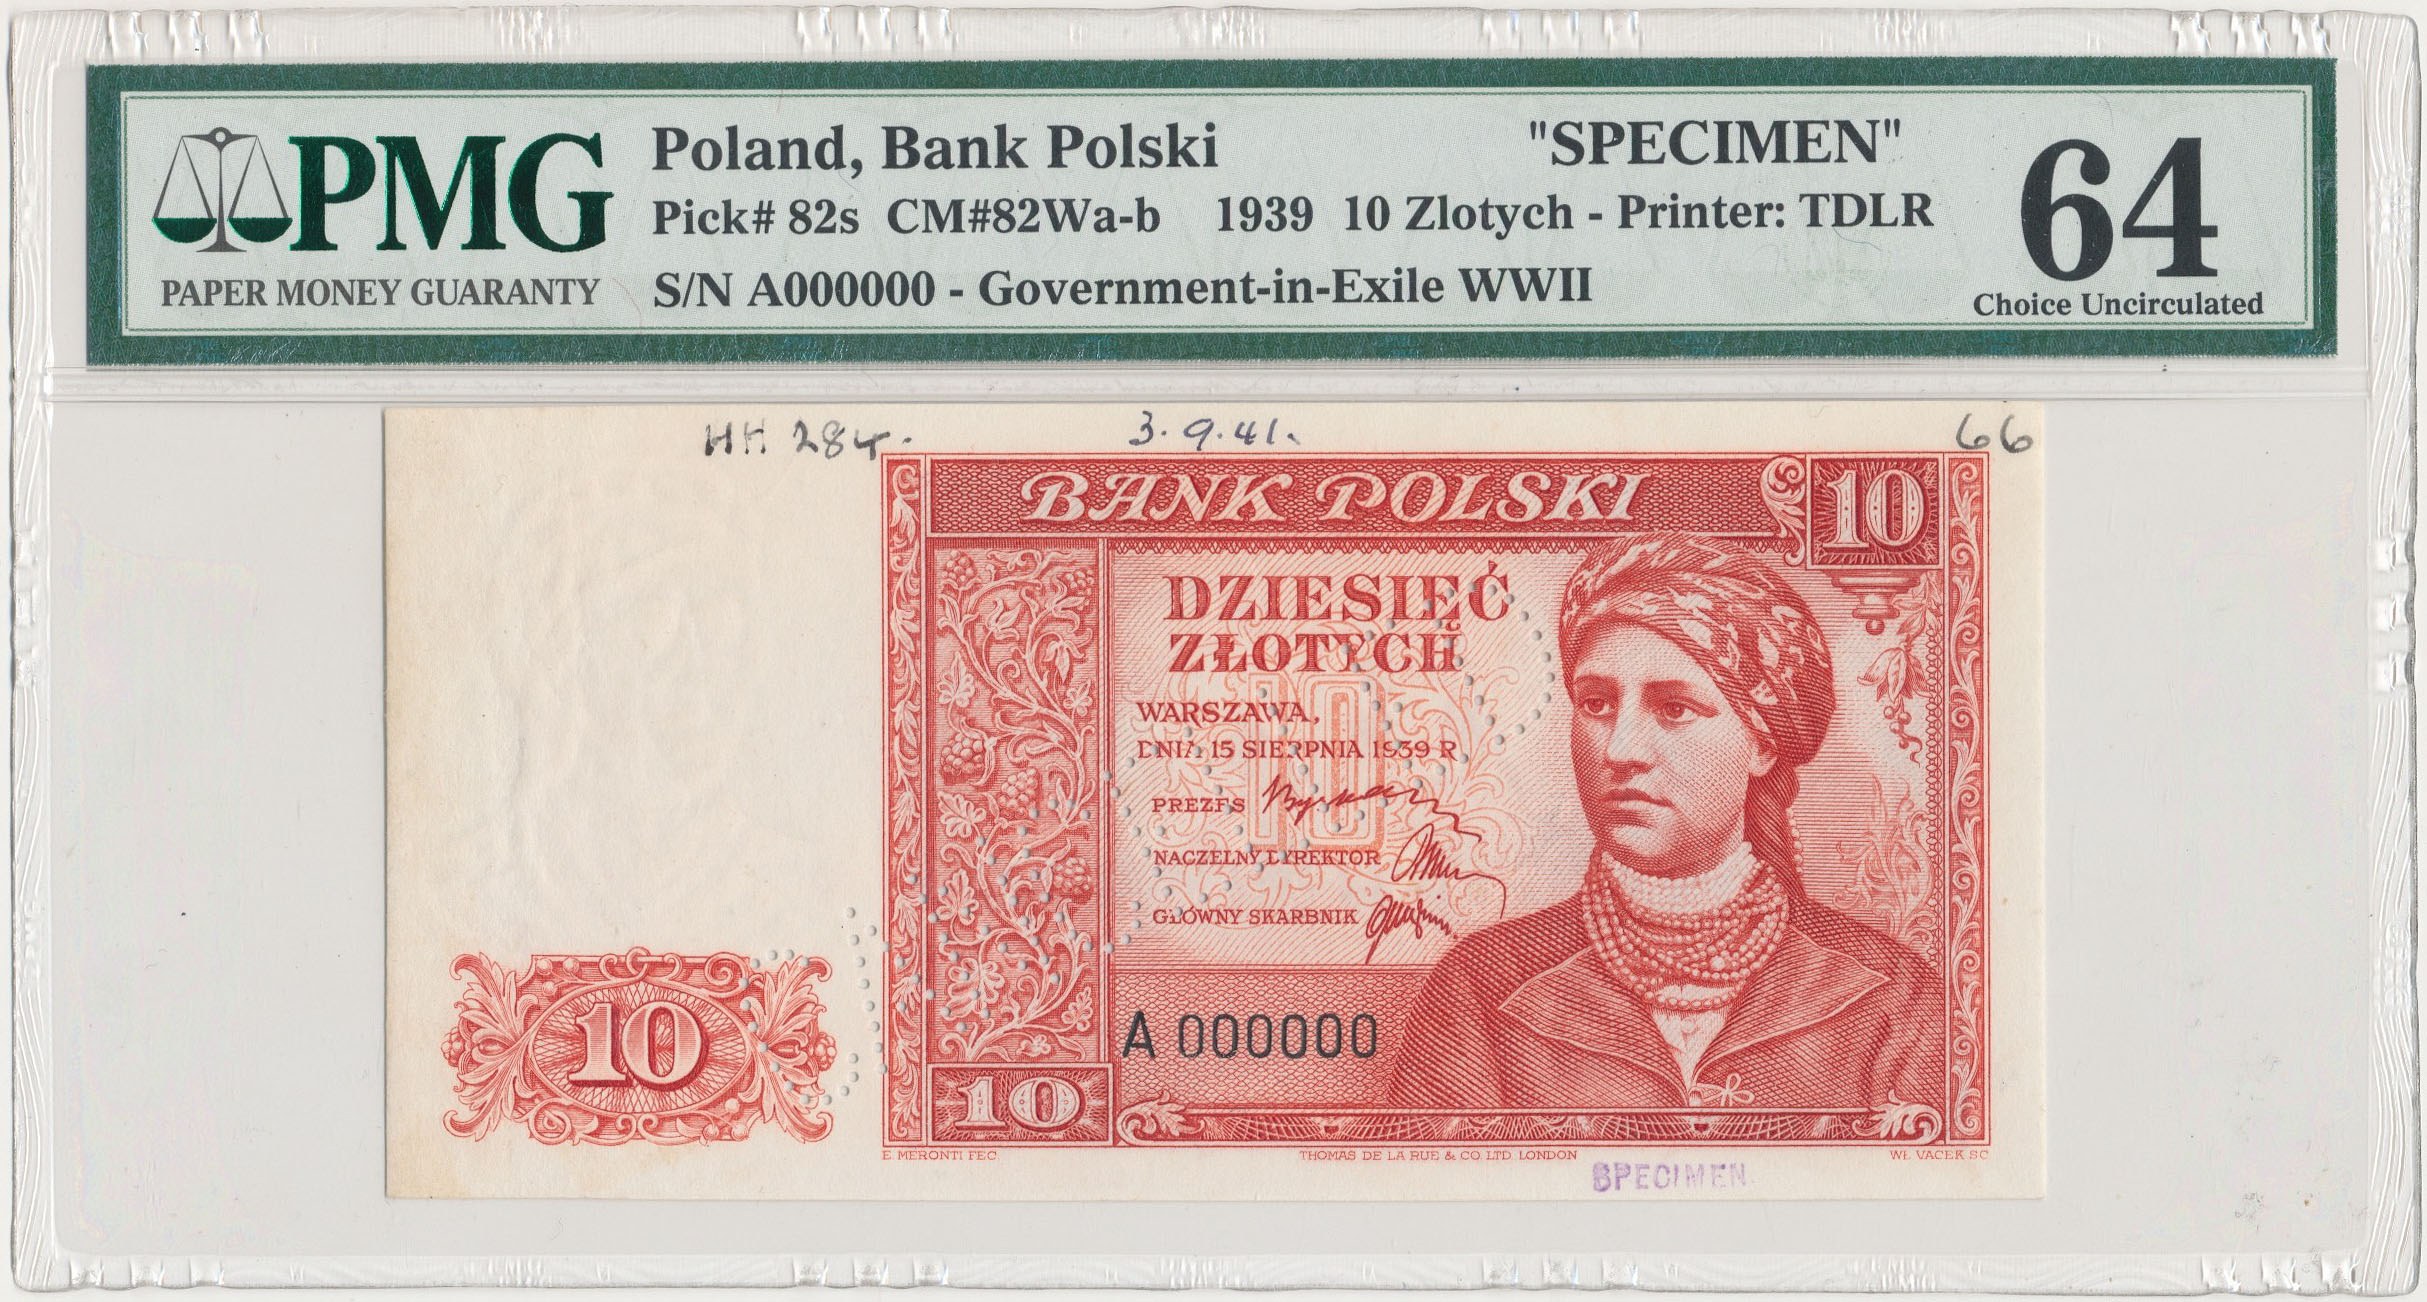 PMG
PAPER MONEY GUARANTY
Poland, Bank Polski "SPECIMEN"
Pick# 82s CM#82Wa-b 1939 10 Zlotych - Printer: TDLR
S/N A000000 - Government-in-Exile WWII
64
Choice Uncirculated
HH 284. 3.9.41. 66
BANK POLSKI 10
DZIESIĘĆ
ZŁOTYCH
10
WARSZAWA,
DNIA 15 SIERPNIA 1939 R
PREZES
NACZELNY DYREKTOR
GŁÓWNY SKARBNIK
A 000000
10
10
E. MERONTI FEC. THOMAS DE LA RUE & CO. LTD. LONDON WŁ. VACEK SC
SPECIMEN